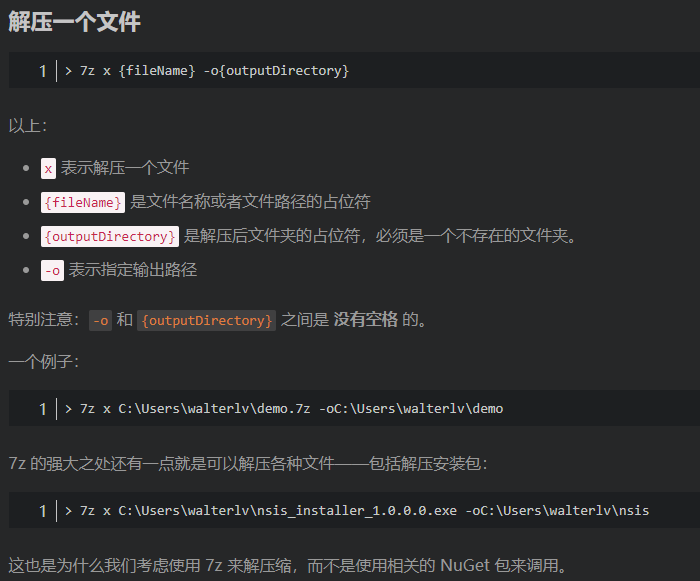 解压一个文件
1 > 7z x {fileName} -o{outputDirectory}
以上：
x 表示解压一个文件
{fileName} 是文件名称或者文件路径的占位符
{outputDirectory} 是解压后文件夹的占位符，必须是一个不存在的文件夹。
-o 表示指定输出路径
特别注意：-o 和 {outputDirectory} 之间是 没有空格 的。
一个例子：
1 > 7z x C:\Users\walterlv\demo.7z -oC:\Users\walterlv\demo
7z 的强大之处还有一点就是可以解压各种文件——包括解压安装包：
1 > 7z x C:\Users\walterlv\nsis_installer_1.0.0.0.exe -oC:\Users\walterlv\nsis
这也是为什么我们考虑使用 7z 来解压缩，而不是使用相关的 NuGet 包来调用。